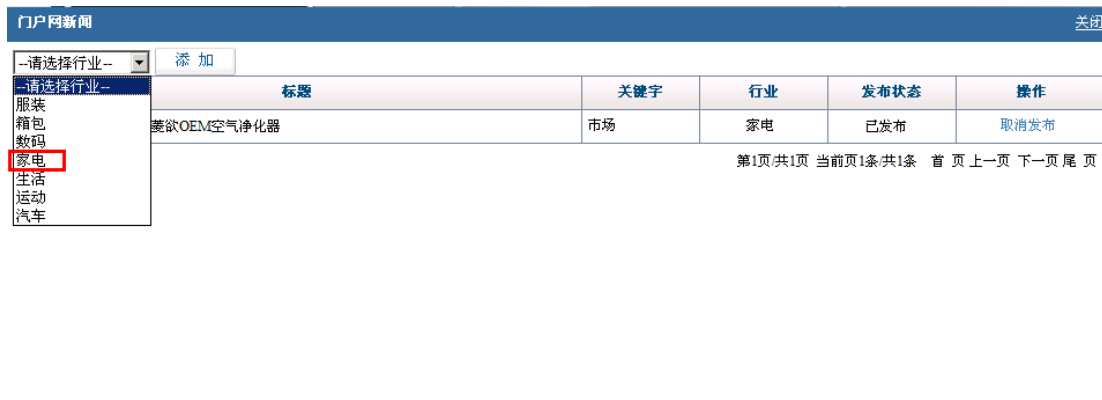 门户网新闻 关闭
--请选择行业-- 添 加
--请选择行业-- 标题 关键字 行业 发布状态 操作
服装
箱包 菱欲OEM空气净化器 市场 家电 已发布 取消发布
数码
家电 第1页/共1页 当前页1条/共1条 首 页 上一页 下一页 尾 页
生活
运动
汽车